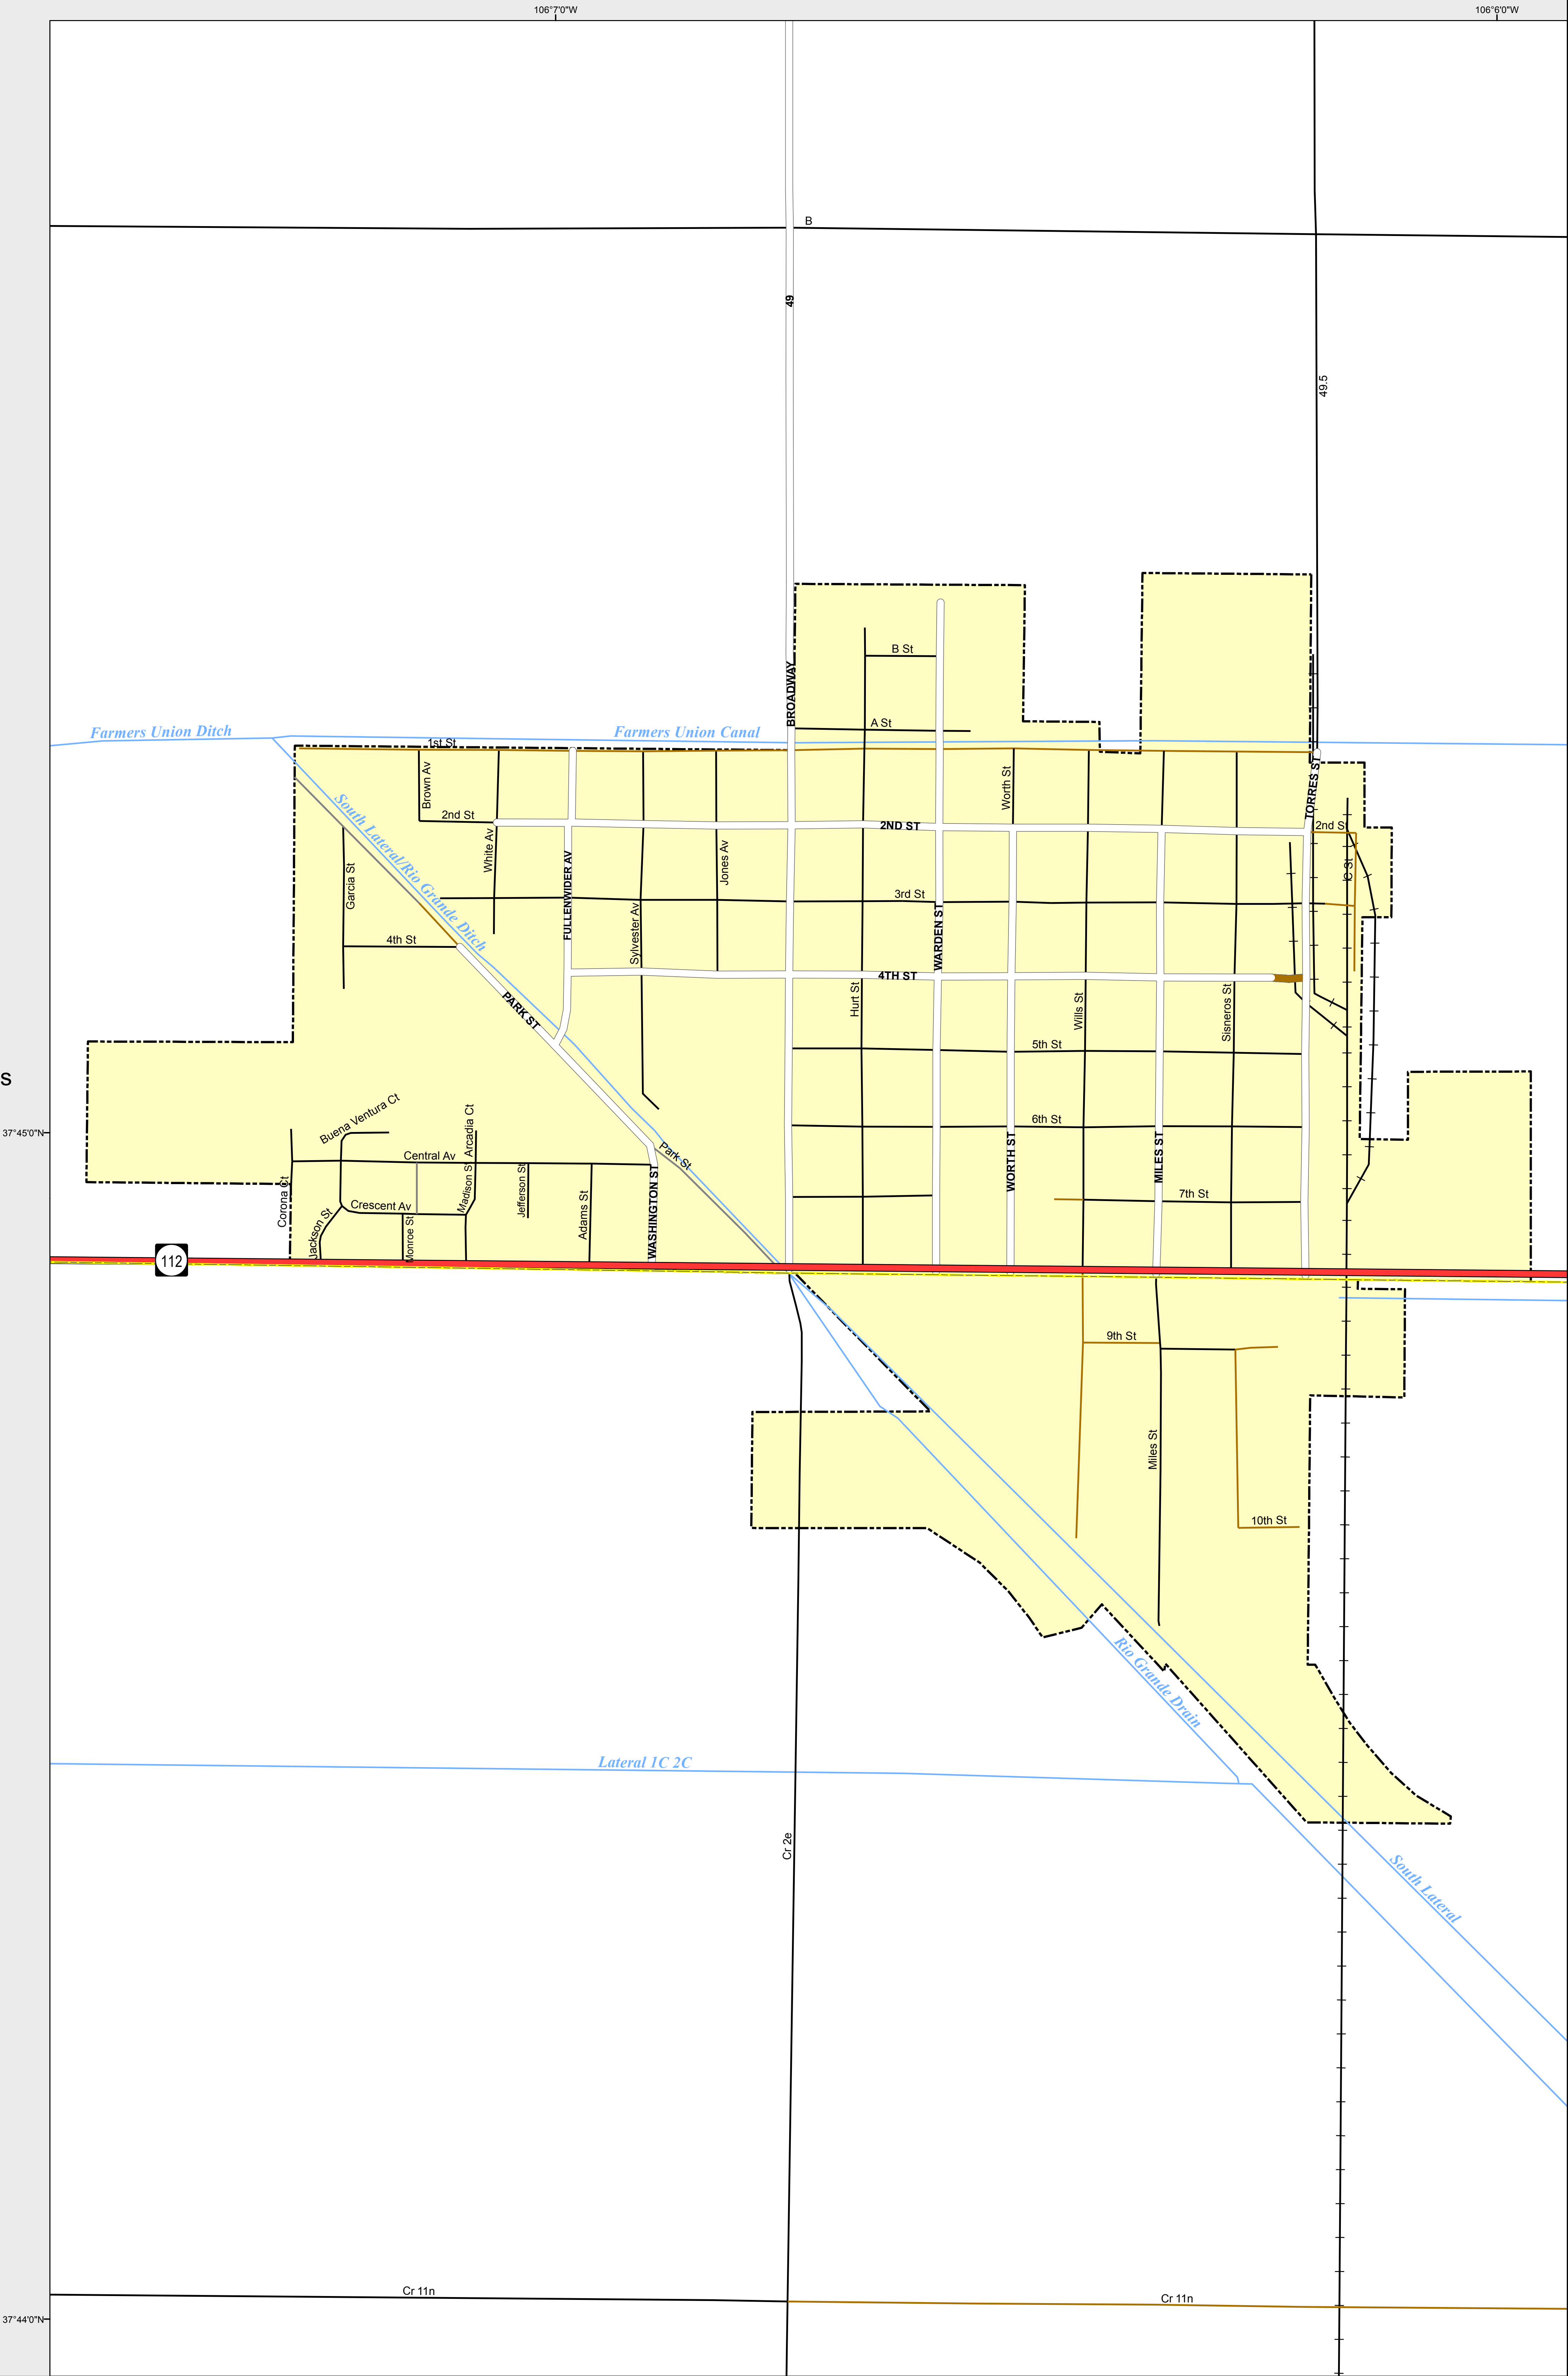 106°7'0"W
106°6'0"W
B
49
49.5
B St
BROADWAY
A St
Farmers Union Ditch
Farmers Union Canal
1st St
Brown Av
Worth St
TORRES ST
South Lateral/Rio Grande Ditch
2nd St
2ND ST
2nd St
White Av
Jones Av
C St
Garcia St
FULLENWIDER AV
3rd St
Sylvester Av
WARDEN ST
4th St
4TH ST
PARK ST
Hurt St
Wills St
Sisneros St
5th St
S
Buena Ventura Ct
Arcadia Ct
6th St
37°45'0"N
Central Av
Park St
WORTH ST
MILES ST
Corona Ct
Madison St
Jefferson St
Adams St
WASHINGTON ST
7th St
Crescent Av
Jackson St
Monroe St
112
9th St
Miles St
10th St
Rio Grande Drain
Lateral 1C 2C
Cr 2e
South Lateral
Cr 11n
Cr 11n
37°44'0"N